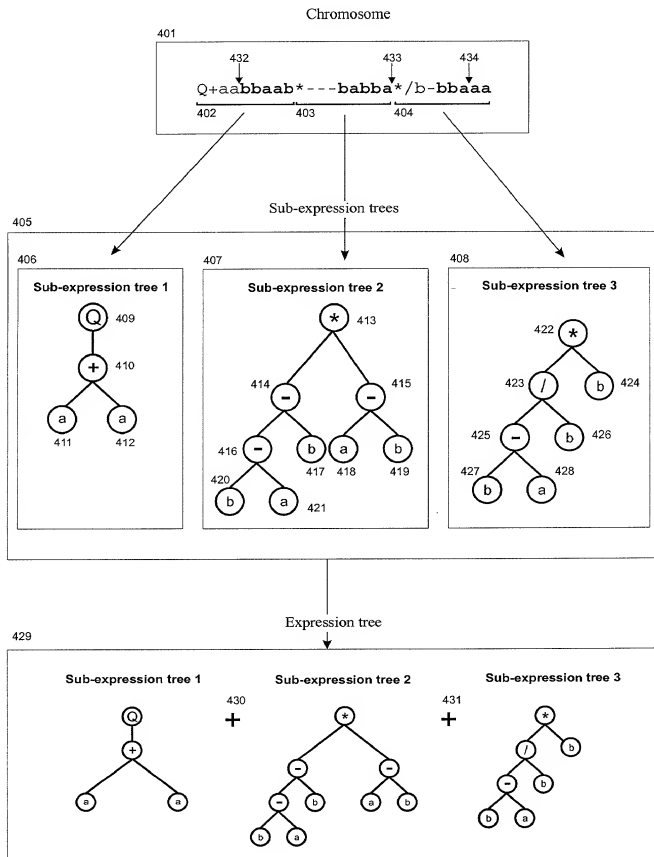 Chromosome
401
432 433 434
Q+aabbaab*---babba*/b-bbaaa
402 403 404
Sub-expression trees
405
406 407 408
Sub-expression tree 1 Sub-expression tree 2 Sub-expression tree 3
Q 409 * 413 422 *
+ 410 414 - - 415 423 / b 424
a a 416 - b a b 425 - b 426
411 412 417 418 419
420 b a 421 427 b a 428
Expression tree
429
Sub-expression tree 1 430 Sub-expression tree 2 431 Sub-expression tree 3
Q + * + *
+ / b
- - - b
a a - b a b b a
b a